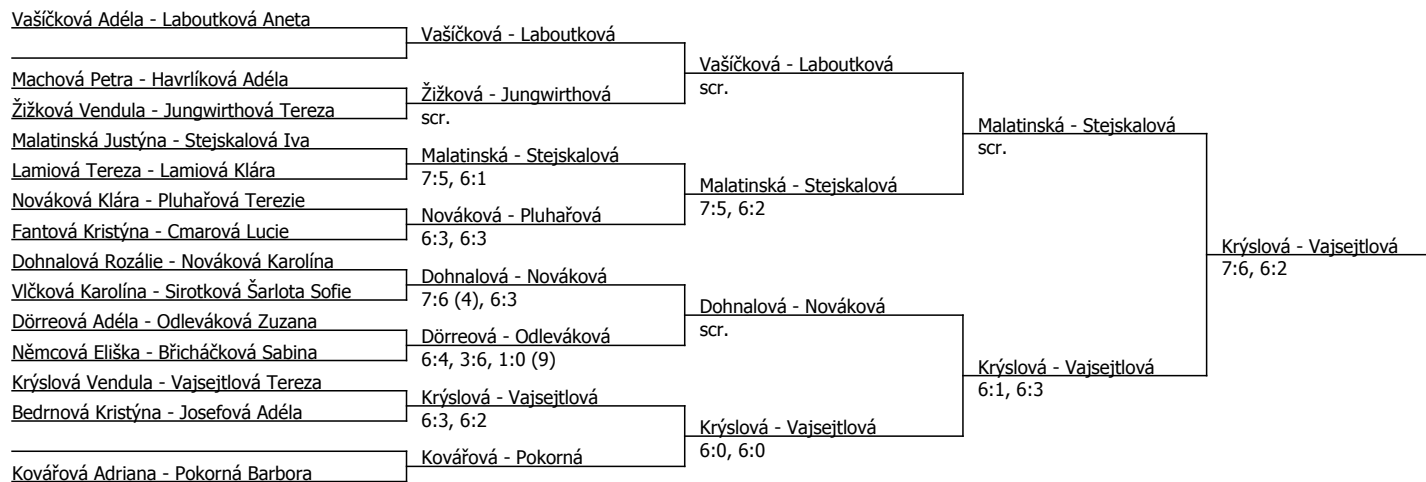 Vašíčková Adéla - Laboutková Aneta
Machová Petra - Havrlíková Adéla
Žižková Vendula - Jungwirthová Tereza
Malatinská Justýna - Stejskalová Iva
Lamiová Tereza - Lamiová Klára
Nováková Klára - Pluhařová Terezie
Fantová Kristýna - Cmarová Lucie
Dohnalová Rozálie - Nováková Karolína
Vlčková Karolína - Sirotková Šarlota Sofie
Dörreová Adéla - Odleváková Zuzana
Němcová Eliška - Břicháčková Sabina
Krýslová Vendula - Vajsejtlová Tereza
Bedrnová Kristýna - Josefová Adéla
Kovářová Adriana - Pokorná Barbora
Vašíčková - Laboutková
Žižková - Jungwirthová
scr.
Malatinská - Stejskalová
7:5, 6:1
Nováková - Pluhařová
6:3, 6:3
Dohnalová - Nováková
7:6 (4), 6:3
Dörreová - Odleváková
6:4, 3:6, 1:0 (9)
Krýslová - Vajsejtlová
6:3, 6:2
Kovářová - Pokorná
Vašíčková - Laboutková
scr.
Malatinská - Stejskalová
7:5, 6:2
Dohnalová - Nováková
scr.
Krýslová - Vajsejtlová
6:0, 6:0
Malatinská - Stejskalová
scr.
Krýslová - Vajsejtlová
6:1, 6:3
Krýslová - Vajsejtlová
7:6, 6:2